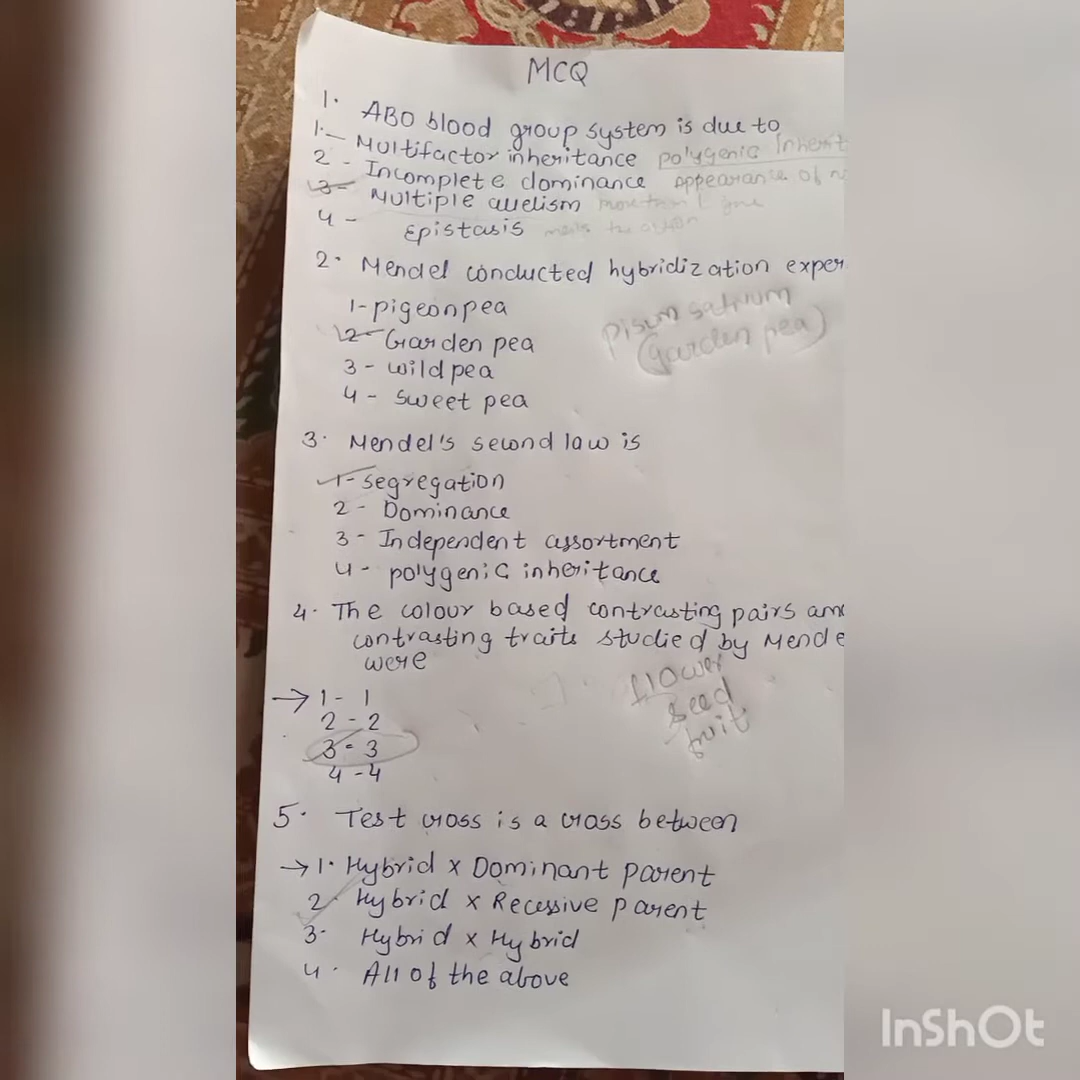 MCQ
1. ABO blood group system is due to
1.- Multifactor inheritance polygenic Inherit
2 - Incomplete dominance Appearance of n
3 - Multiple allelism more than 1 gene
4 - Epistasis
2. Mendel conducted hybridization exper
1-pigeonpea
2- Garden pea
3 - wild pea
4 - sweet pea
Pisum sativum
(garden pea)
3. Mendel's second law is
1-segregation
2 - Dominance
3 - Independent assortment
4 - polygenic inheritance
4. The colour based contrasting pairs amo
contrasting traits studied by Mende
were
→ 1 - 1
2 - 2
3 - 3
4 - 4
flower
seed
fruit
5. Test cross is a cross between
→ 1. Hybrid x Dominant parent
2. Hybrid x Recessive parent
3- Hybrid x Hybrid
4. All of the above
InShOt